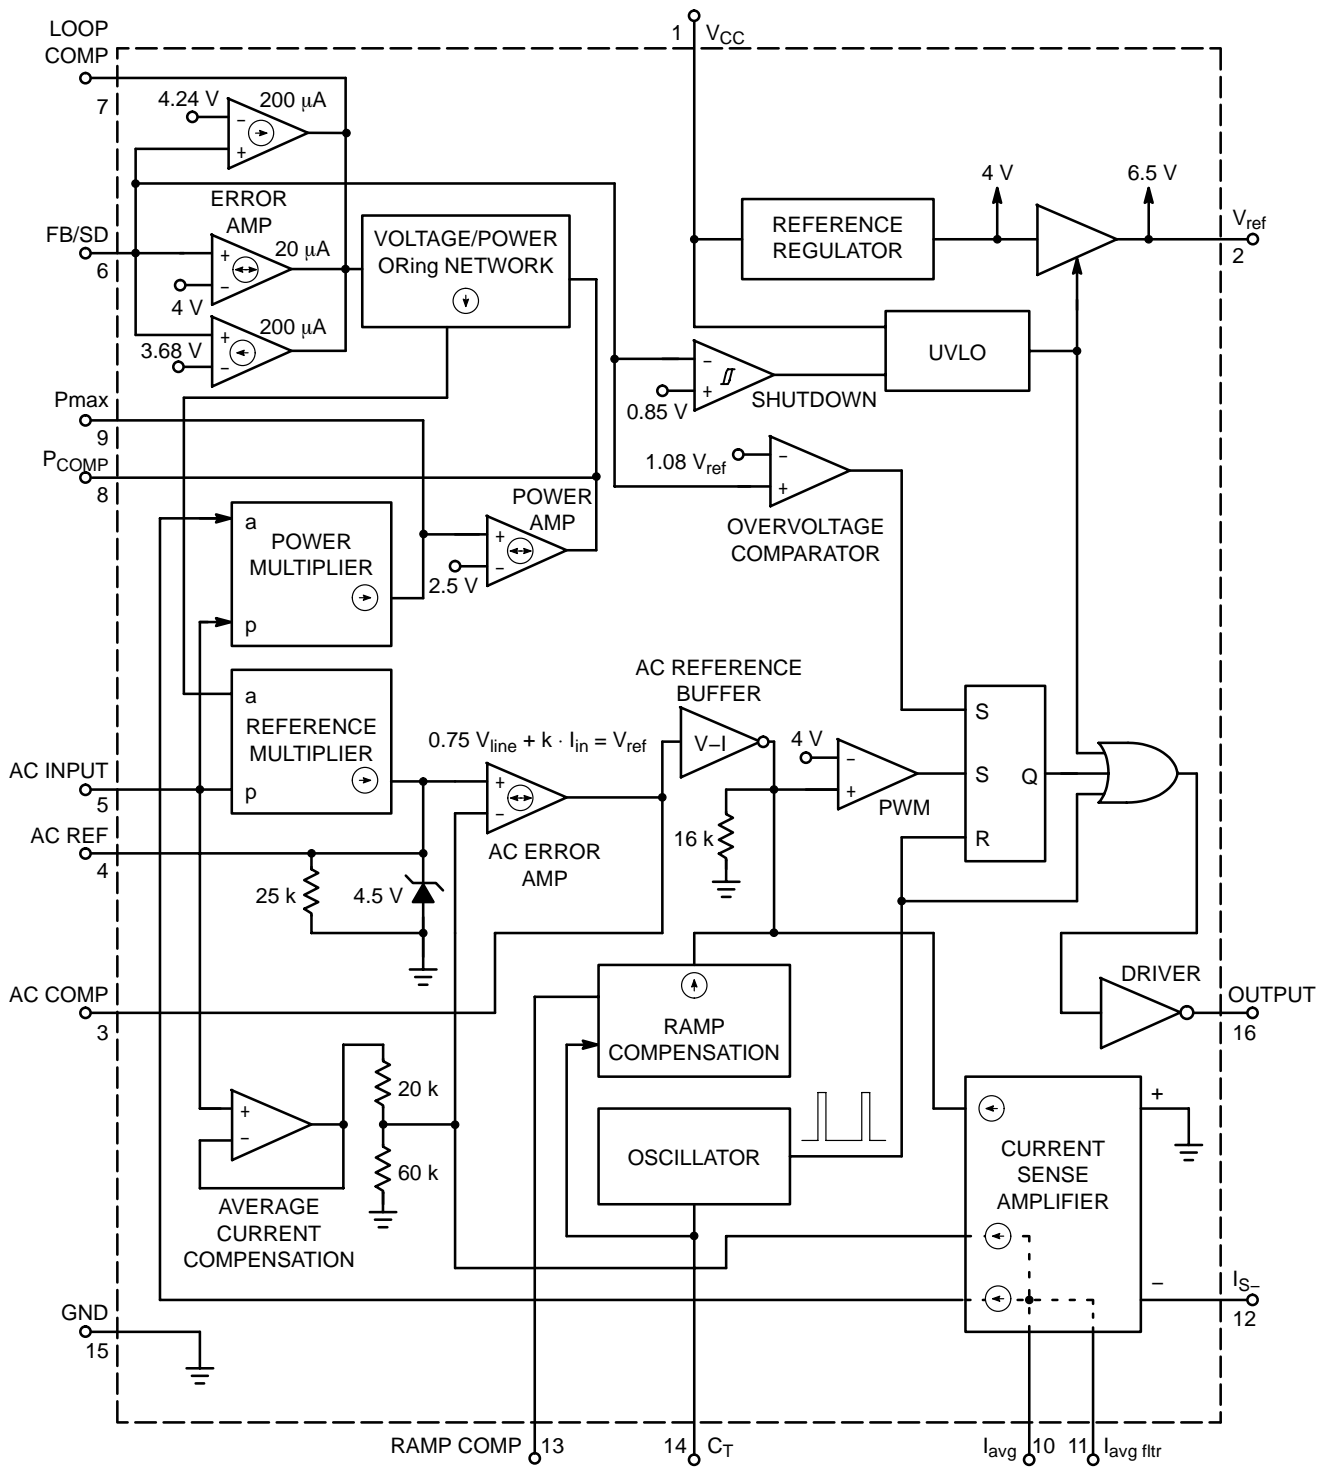 LOOP
COMP
7
1
V_CC
4.24 V
200 μA
−
+
ERROR
AMP
FB/SD
6
20 μA
+
−
4 V
200 μA
+
−
3.68 V
VOLTAGE/POWER
ORing NETWORK
REFERENCE
REGULATOR
4 V
6.5 V
V_ref
2
UVLO
−
+
0.85 V
SHUTDOWN
Pmax
9
P_COMP
8
1.08 V_ref
−
+
OVERVOLTAGE
COMPARATOR
POWER
AMP
+
−
2.5 V
a
POWER
MULTIPLIER
p
a
REFERENCE
MULTIPLIER
p
AC REFERENCE
BUFFER
V−I
0.75 V_line + k · I_in = V_ref
4 V
−
+
PWM
S
S
Q
R
AC INPUT
5
AC REF
4
+
−
AC ERROR
AMP
16 k
25 k
4.5 V
AC COMP
3
RAMP
COMPENSATION
DRIVER
OUTPUT
16
+
−
20 k
60 k
AVERAGE
CURRENT
COMPENSATION
OSCILLATOR
CURRENT
SENSE
AMPLIFIER
+
−
I_S−
12
GND
15
RAMP COMP
13
14
C_T
I_avg
10
11
I_avg fltr